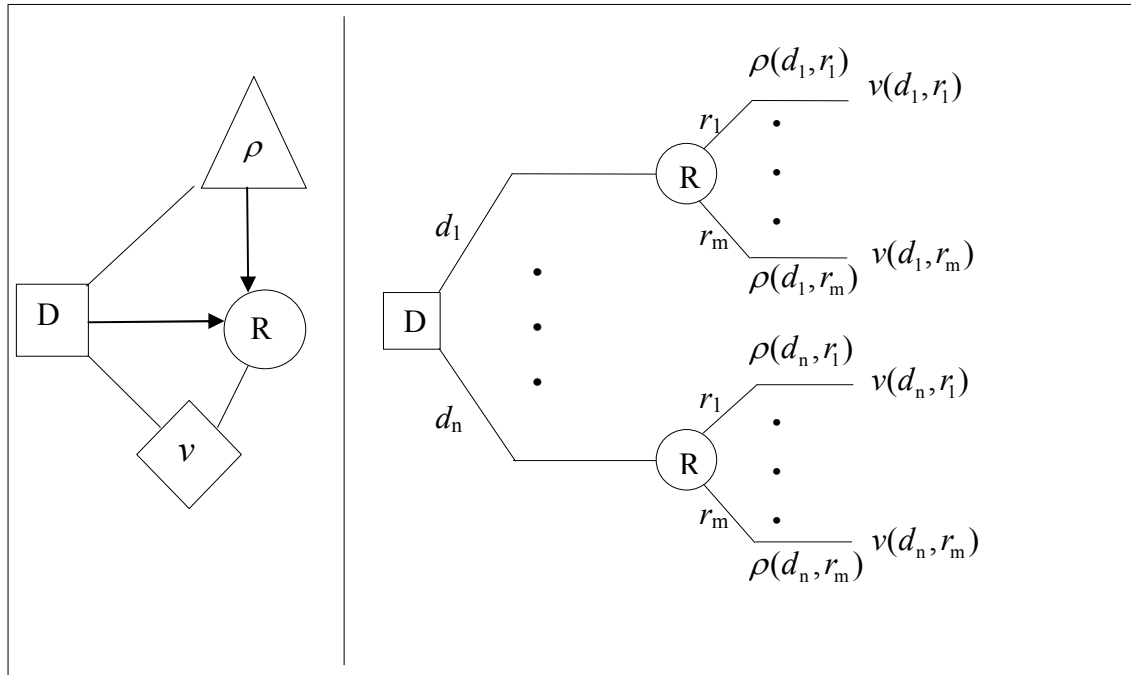 ρ
D
R
v
D
d₁
dₙ
R
r₁
rₘ
ρ(d₁,r₁)
v(d₁,r₁)
ρ(d₁,rₘ)
v(d₁,rₘ)
R
r₁
rₘ
ρ(dₙ,r₁)
v(dₙ,r₁)
ρ(dₙ,rₘ)
v(dₙ,rₘ)